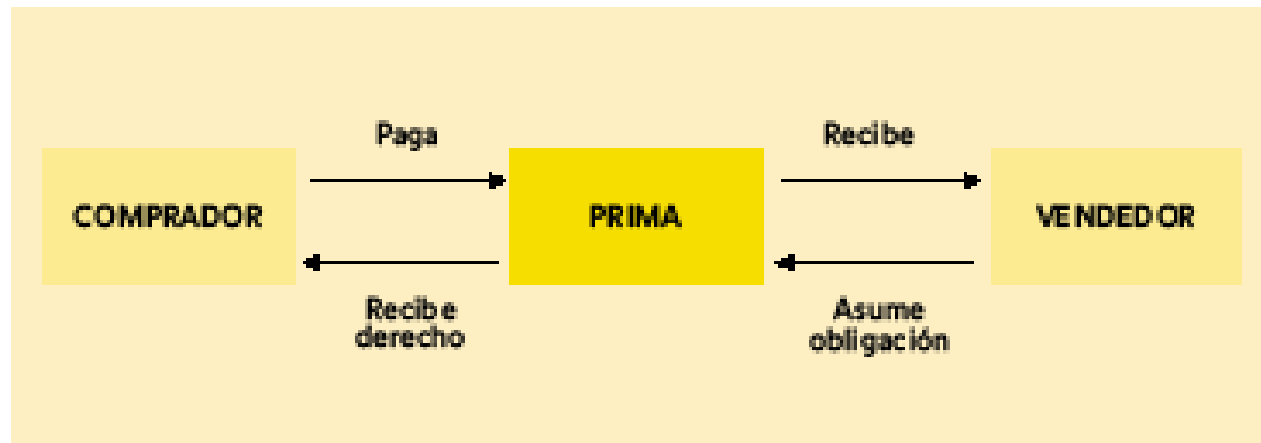 Paga
Recibe
COMPRADOR
PRIMA
VENDEDOR
Recibe
derecho
Asume
obligación